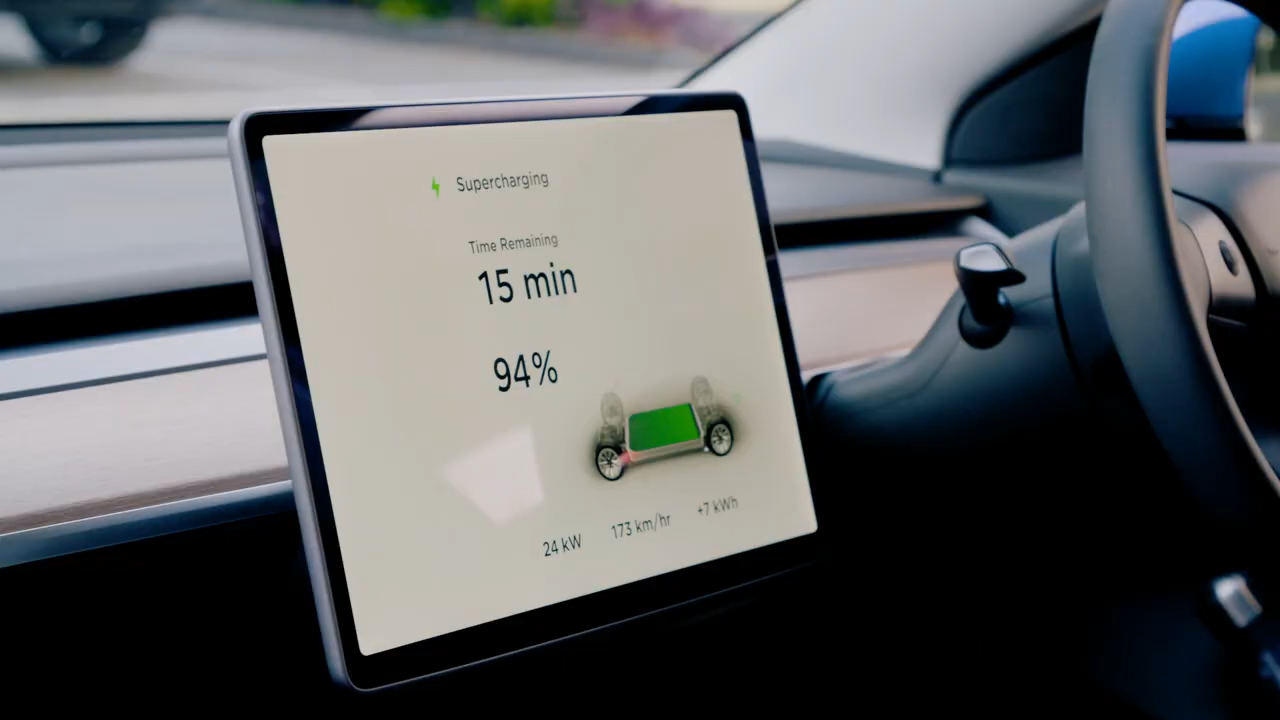 Supercharging
Time Remaining
15 min
94%
24 kW 173 km/hr +7 kWh